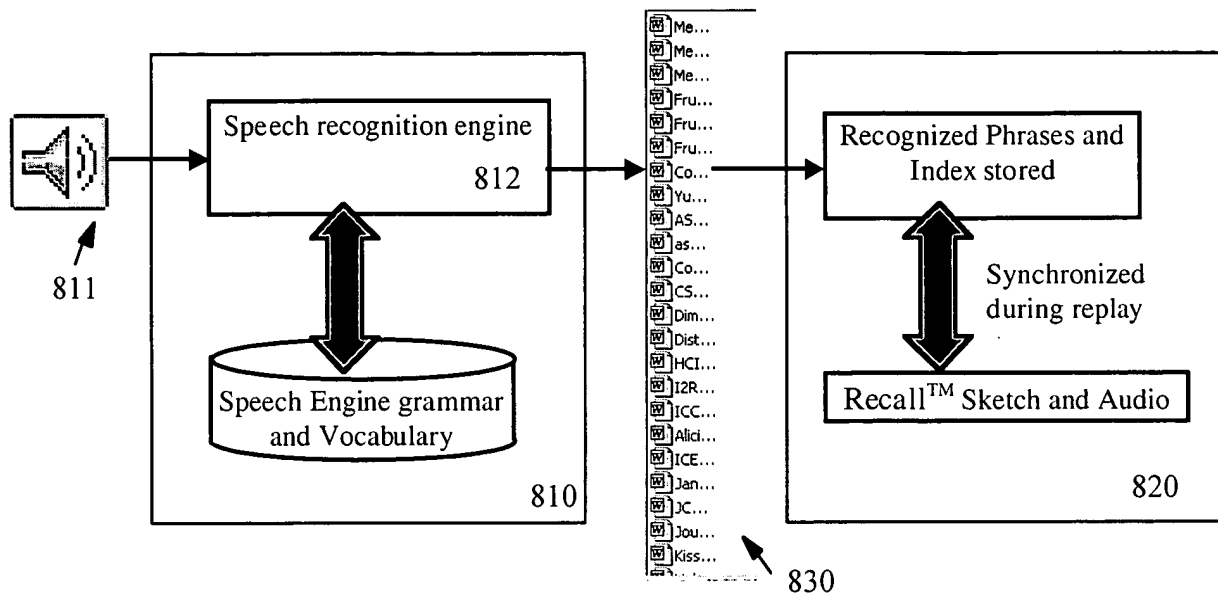 811
Speech recognition engine
812
Speech Engine grammar
and Vocabulary
810
Me...
Me...
Me...
Fru...
Fru...
Fru...
Co...
Yu...
AS...
as...
Co...
CS...
Dim...
Dist...
HCI...
I2R...
ICC...
Alici...
ICE...
Jan...
JC...
Jou...
Kiss...
830
Recognized Phrases and
Index stored
Synchronized
during replay
Recall™ Sketch and Audio
820